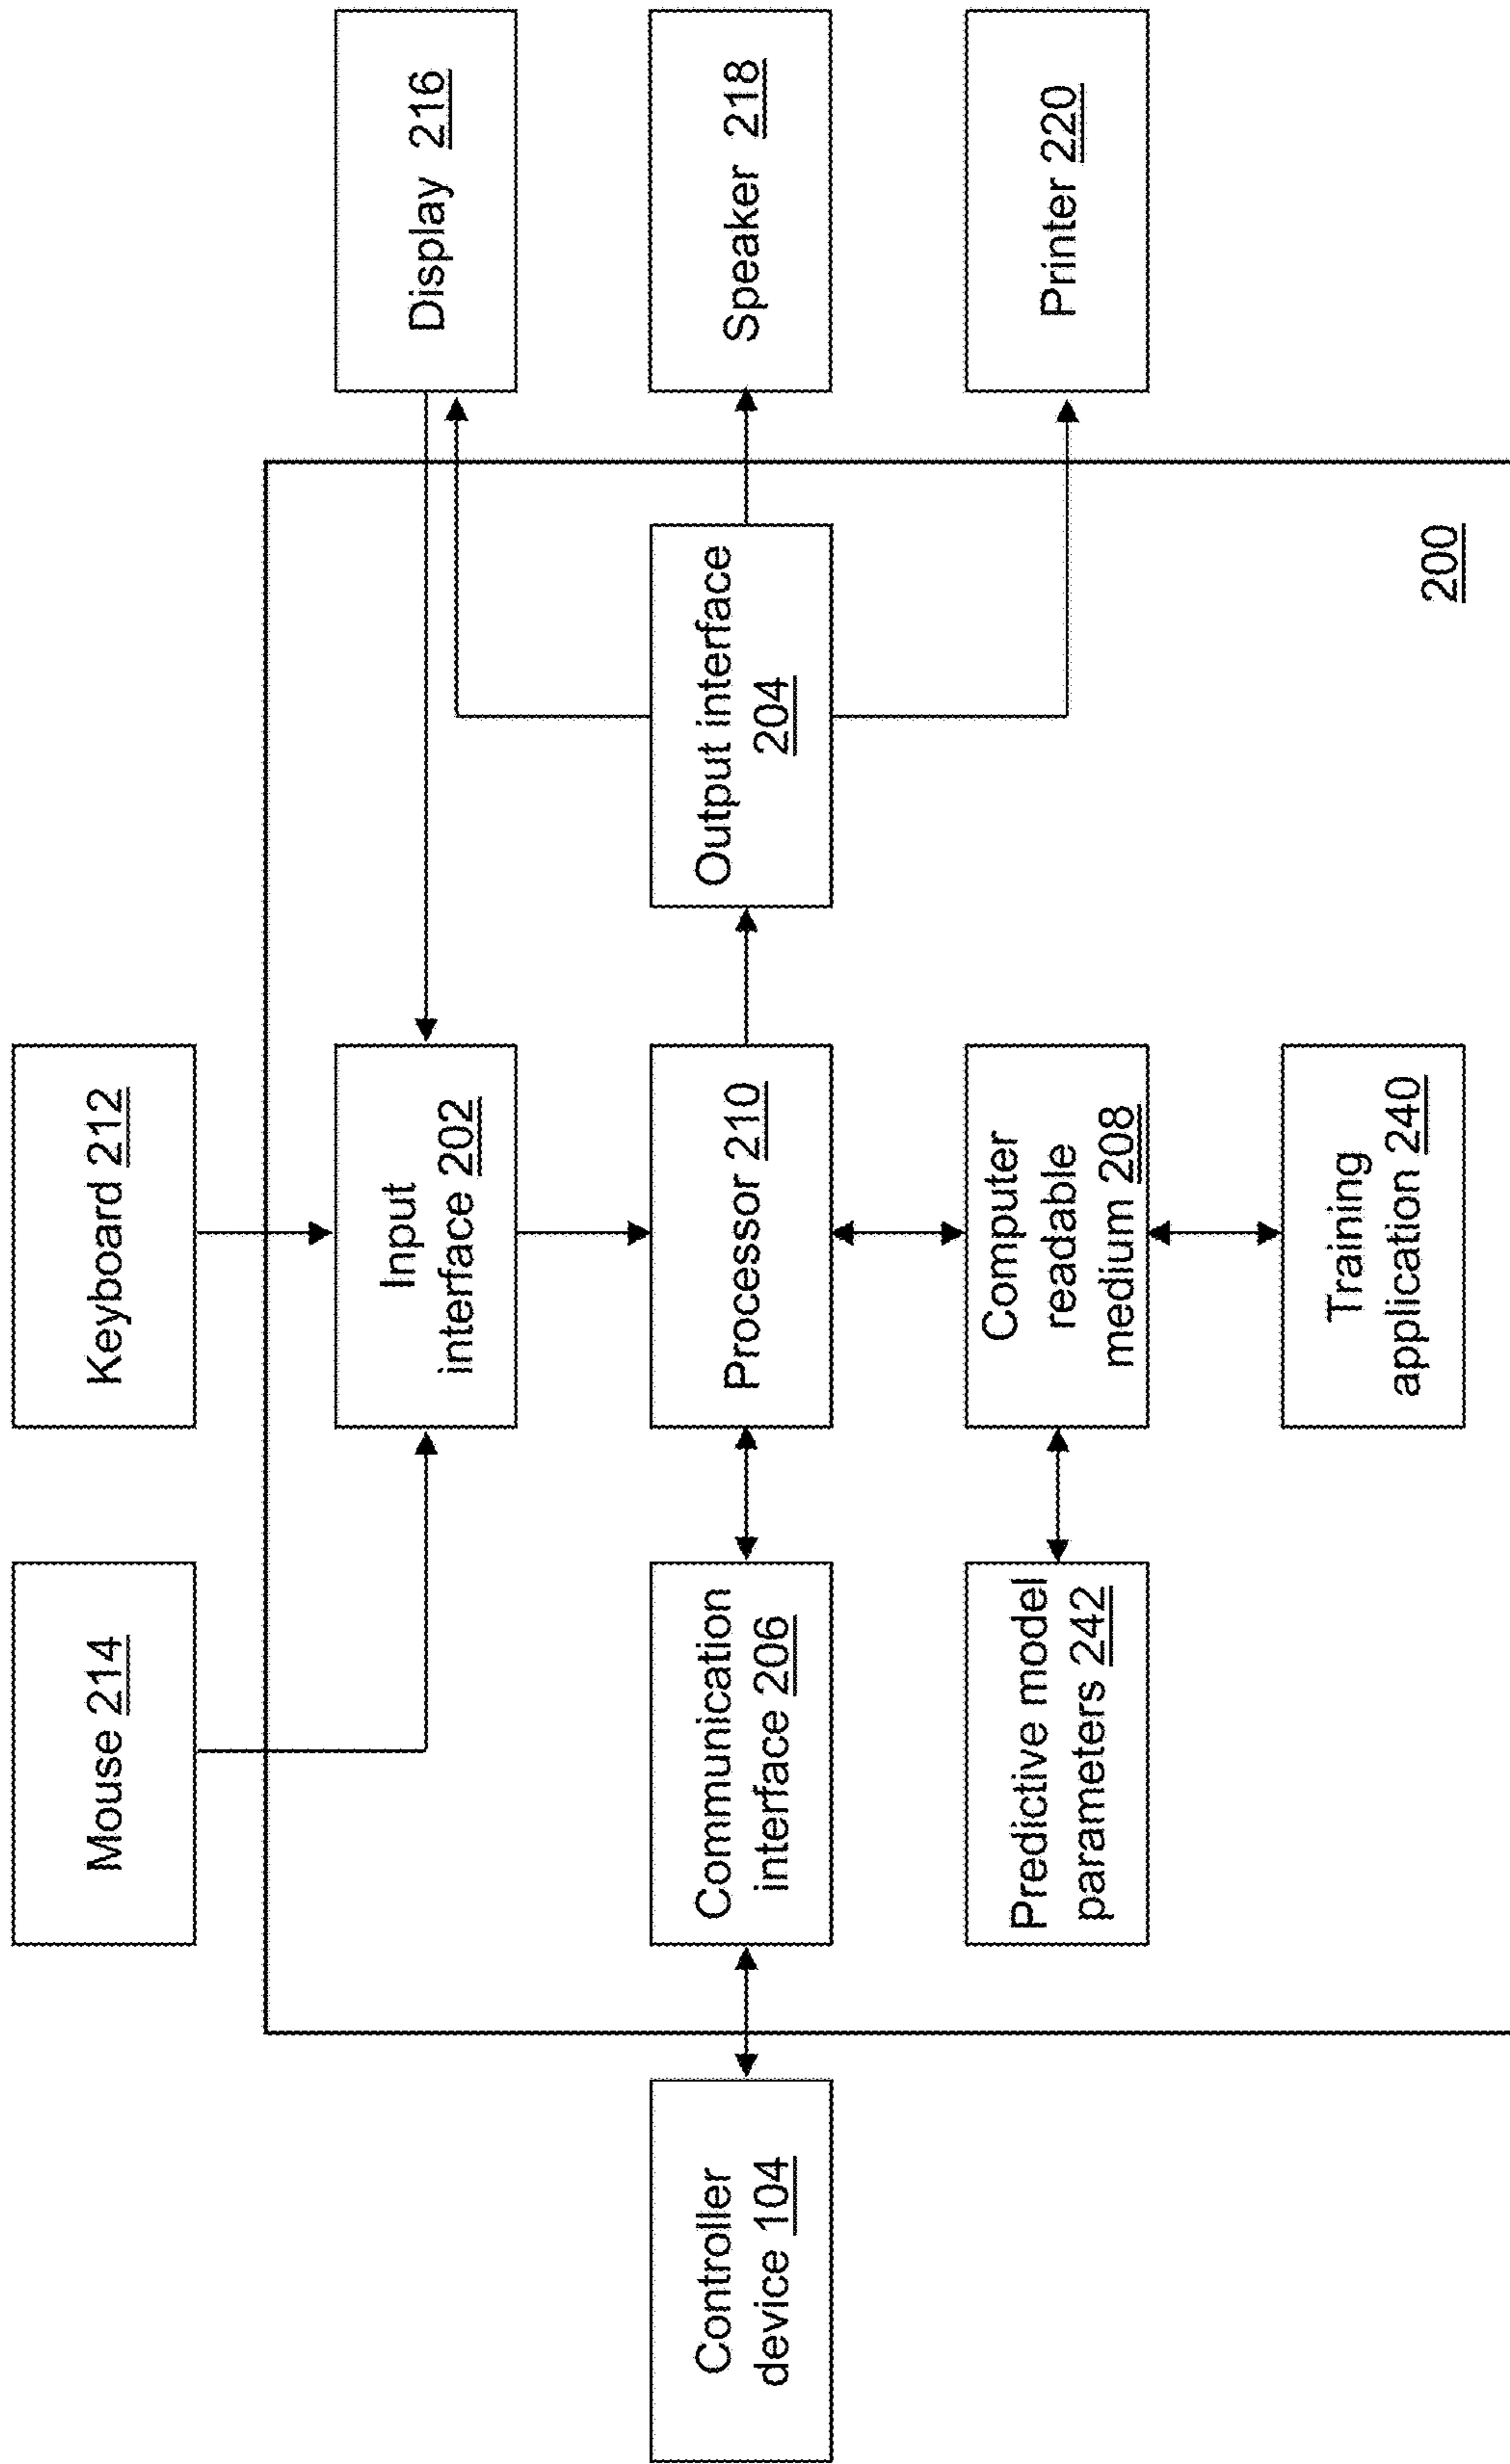 Mouse 214
Keyboard 212
Input
interface 202
Display 216
Controller
device 104
Communication
interface 206
Processor 210
Output interface
204
Speaker 218
Predictive model
parameters 242
Computer
readable
medium 208
Printer 220
Training
application 240
200